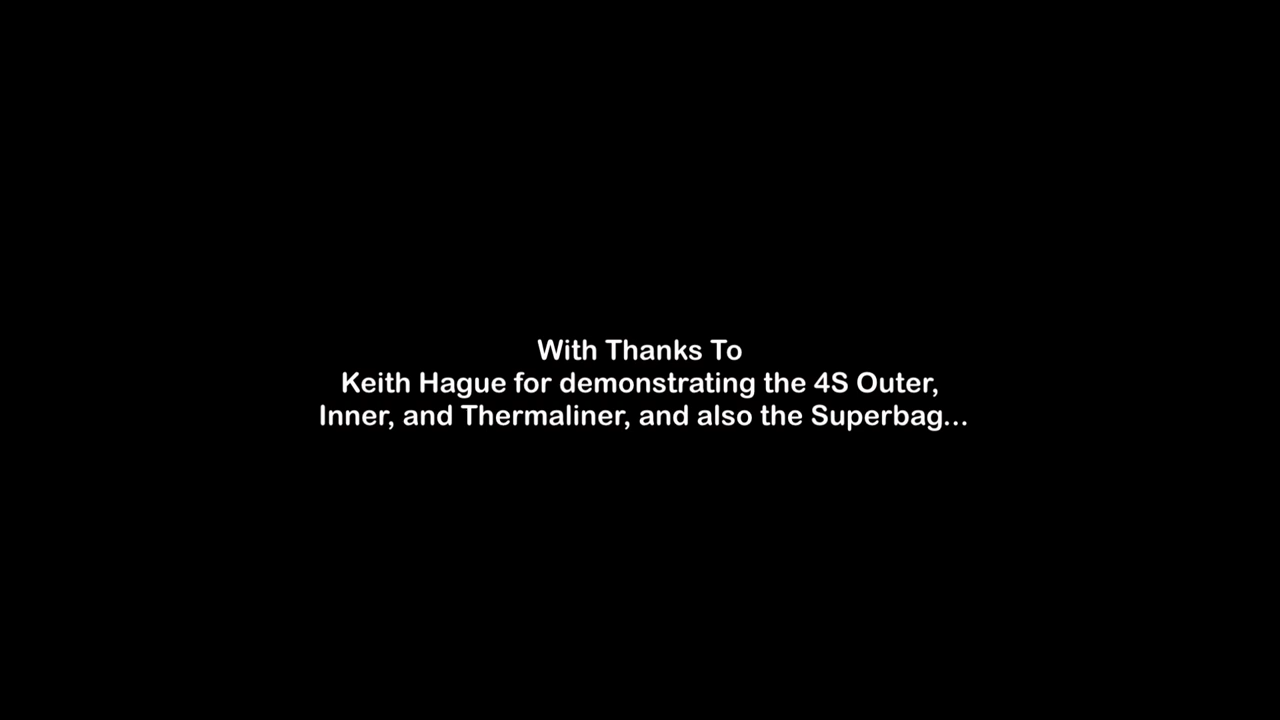 With Thanks To
Keith Hague for demonstrating the 4S Outer,
Inner, and Thermaliner, and also the Superbag...